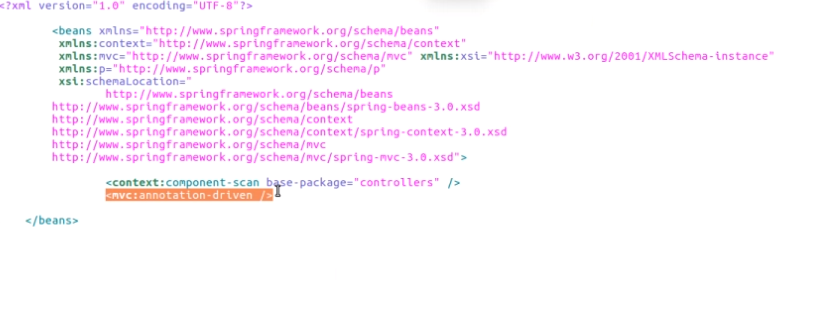 <?xml version="1.0" encoding="UTF-8"?>
<beans xmlns="http://www.springframework.org/schema/beans"
xmlns:context="http://www.springframework.org/schema/context"
xmlns:mvc="http://www.springframework.org/schema/mvc" xmlns:xsi="http://www.w3.org/2001/XMLSchema-instance"
xmlns:p="http://www.springframework.org/schema/p"
xsi:schemaLocation="
http://www.springframework.org/schema/beans
http://www.springframework.org/schema/beans/spring-beans-3.0.xsd
http://www.springframework.org/schema/context
http://www.springframework.org/schema/context/spring-context-3.0.xsd
http://www.springframework.org/schema/mvc
http://www.springframework.org/schema/mvc/spring-mvc-3.0.xsd">
<context:component-scan base-package="controllers" />
<mvc:annotation-driven />
</beans>